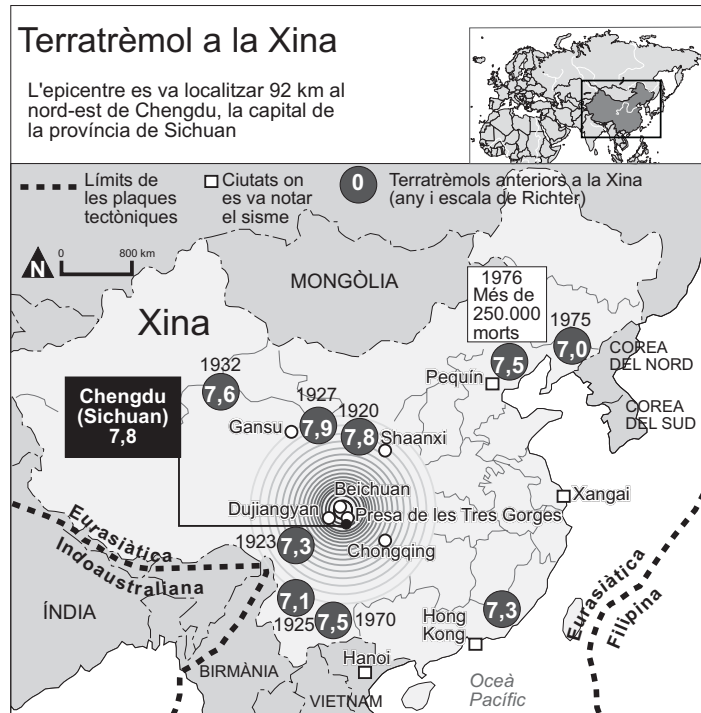 Terratrèmol a la Xina
L'epicentre es va localitzar 92 km al
nord-est de Chengdu, la capital de
la província de Sichuan
Límits de
les plaques
tectòniques
Ciutats on
es va notar
el sisme
0
Terratrèmols anteriors a la Xina
(any i escala de Richter)
N
0
800 km
MONGÒLIA
Xina
1976
Més de
250.000
morts
1975
7,0
7,5
Pequín
COREA
DEL NORD
COREA
DEL SUD
1932
7,6
Chengdu
(Sichuan)
7,8
1927
7,9
1920
7,8
Gansu
Shaanxi
Beichuan
Dujiangyan
Presa de les Tres Gorges
Xangai
Chongqing
1923
7,3
Eurasiàtica
Indoaustraliana
ÍNDIA
7,1
1925
7,5
1970
7,3
Hong
Kong
Hanoi
BIRMÀNIA
VIETNAM
Oceà
Pacífic
Eurasiàtica
Filipina